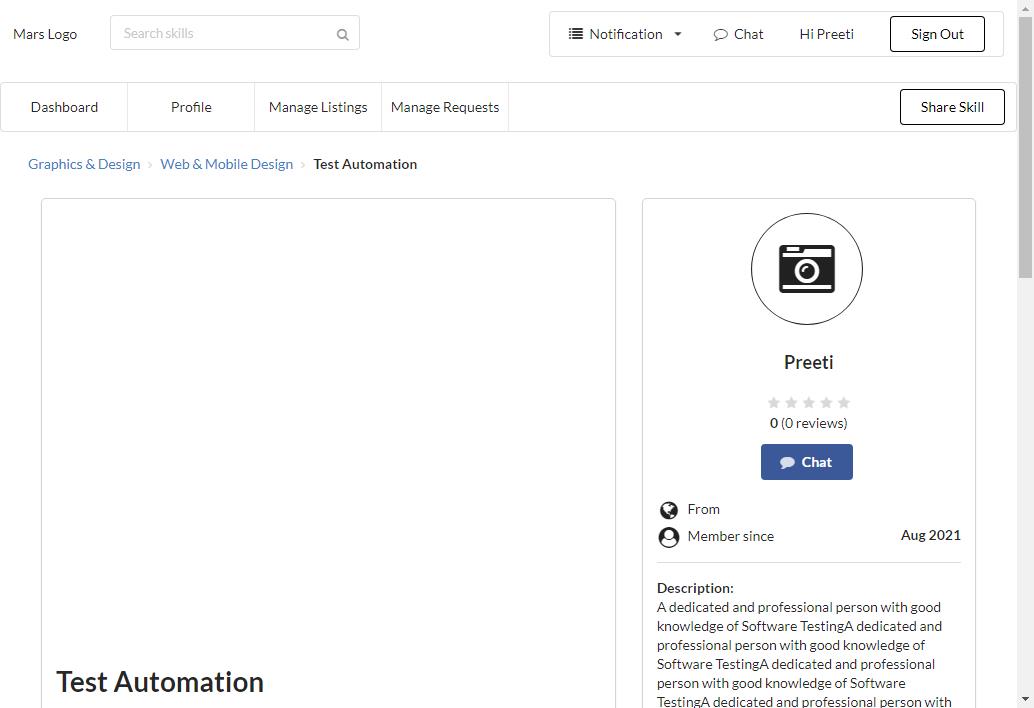 Mars Logo
Search skills
Notification
Chat
Hi Preeti
Sign Out
Dashboard
Profile
Manage Listings
Manage Requests
Share Skill
Graphics & Design
Web & Mobile Design
Test Automation
Test Automation
Preeti
0 (0 reviews)
Chat
From
Member since Aug 2021
Description:
A dedicated and professional person with good
knowledge of Software TestingA dedicated and
professional person with good knowledge of
Software TestingA dedicated and professional
person with good knowledge of Software
TestingA dedicated and professional person with